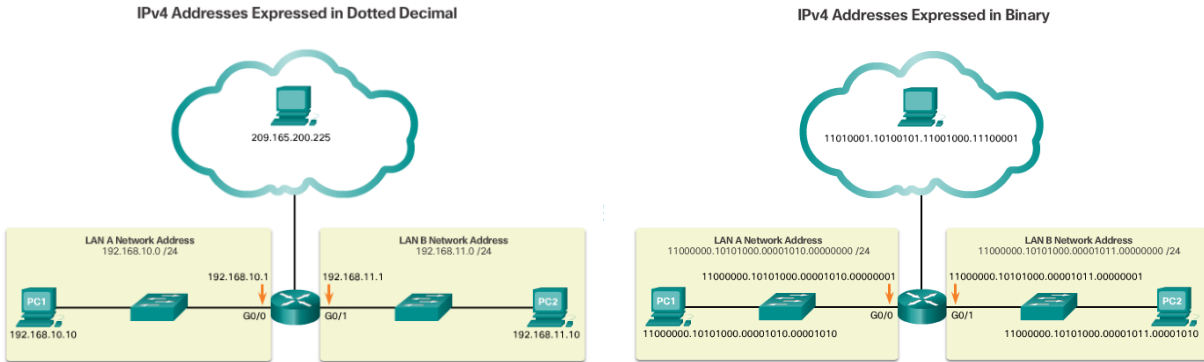 IPv4 Addresses Expressed in Dotted Decimal
209.165.200.225
LAN A Network Address
192.168.10.0 /24
192.168.10.1
PC1
G0/0
192.168.10.10
LAN B Network Address
192.168.11.0 /24
192.168.11.1
G0/1
PC2
192.168.11.10
IPv4 Addresses Expressed in Binary
11010001.10100101.11001000.11100001
LAN A Network Address
11000000.10101000.00001010.00000000 /24
11000000.10101000.00001010.00000001
PC1
G0/0
11000000.10101000.00001010.00001010
LAN B Network Address
11000000.10101000.00001011.00000000 /24
11000000.10101000.00001011.00000001
G0/1
PC2
11000000.10101000.00001011.00001010